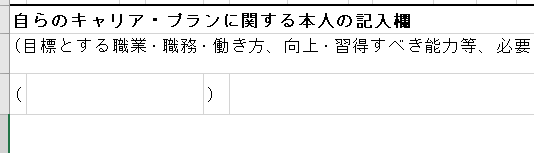 自らのキャリア・プランに関する本人の記入欄
(目標とする職業・職務・働き方、向上・習得すべき能力等、必要
( )